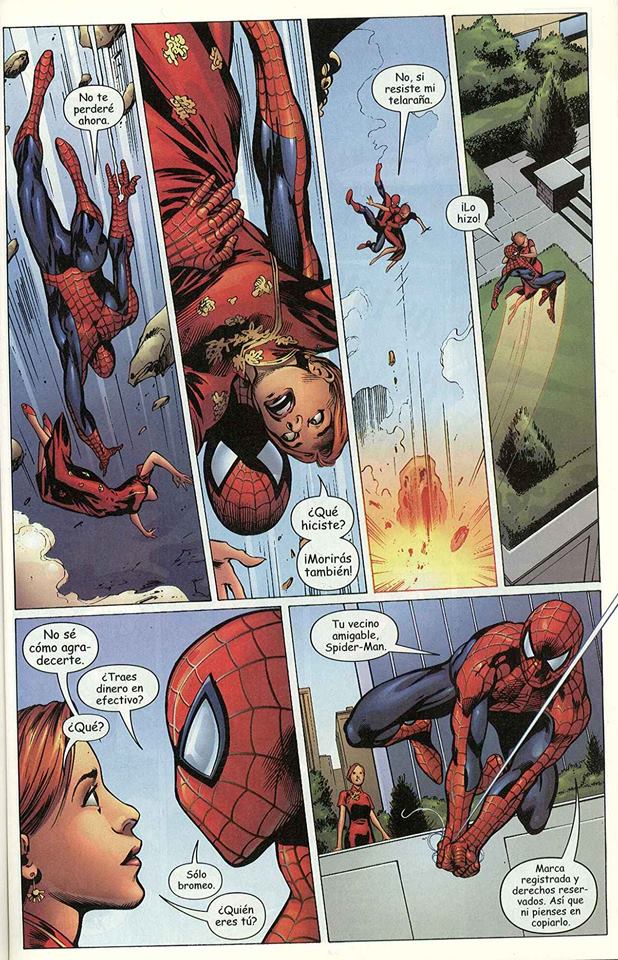 No te
perderé
ahora.
¿Qué
hiciste?
¡Morirás
también!
No, si
resiste mi
telaraña.
¡Lo
hizo!
No sé
cómo agra-
decerte.
¿Traes
dinero en
efectivo?
¿Qué?
Sólo
bromeo.
¿Quién
eres tú?
Tu vecino
amigable,
Spider-Man.
Marca
registrada y
derechos reser-
vados. Así que
ni pienses en
copiarlo.